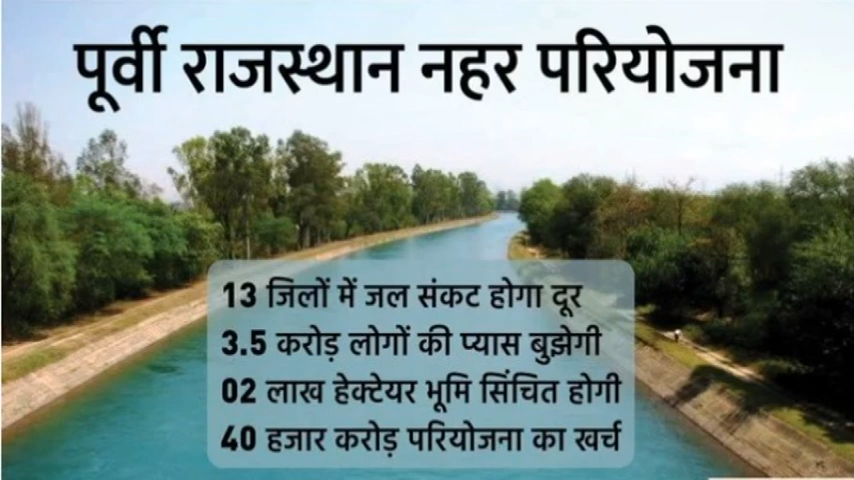 पूर्वी राजस्थान नहर परियोजना
13 जिलों में जल संकट होगा दूर
3.5 करोड़ लोगों की प्यास बुझेगी
02 लाख हेक्टेयर भूमि सिंचित होगी
40 हजार करोड़ परियोजना का खर्च